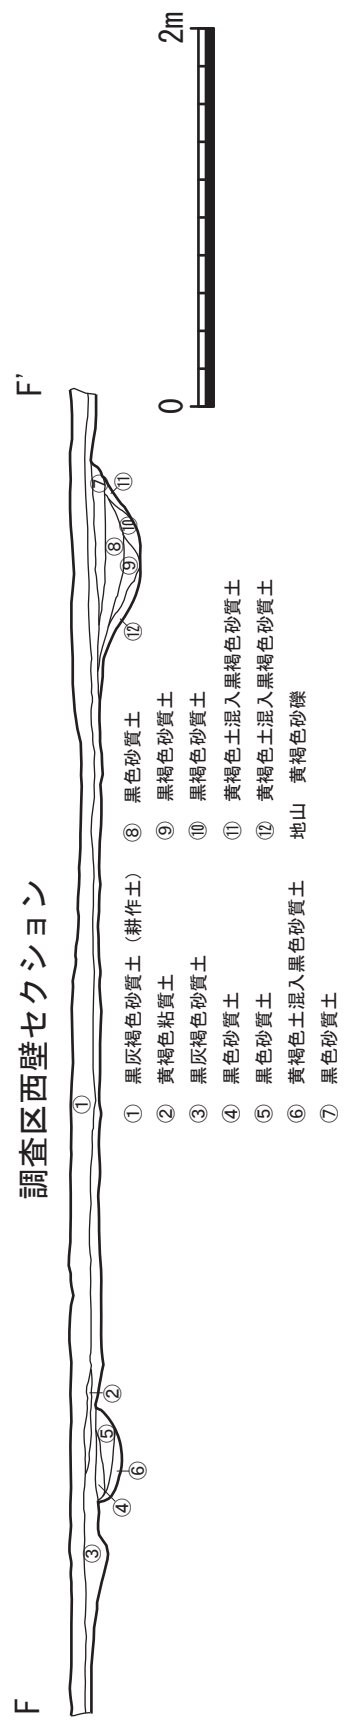 調査区西壁セクション
F
F'
①
②
③
④
⑤
⑥
⑦
⑧
⑨
⑩
⑪
⑫
① 黒灰褐色砂質土（耕作土）
② 黄褐色粘質土
③ 黒灰褐色砂質土
④ 黒色砂質土
⑤ 黒色砂質土
⑥ 黄褐色土混入黒色砂質土
⑦ 黒色砂質土
⑧ 黒色砂質土
⑨ 黒褐色砂質土
⑩ 黒褐色砂質土
⑪ 黄褐色土混入黒褐色砂質土
⑫ 黄褐色土混入黒褐色砂質土
地山 黄褐色砂礫
0
2m